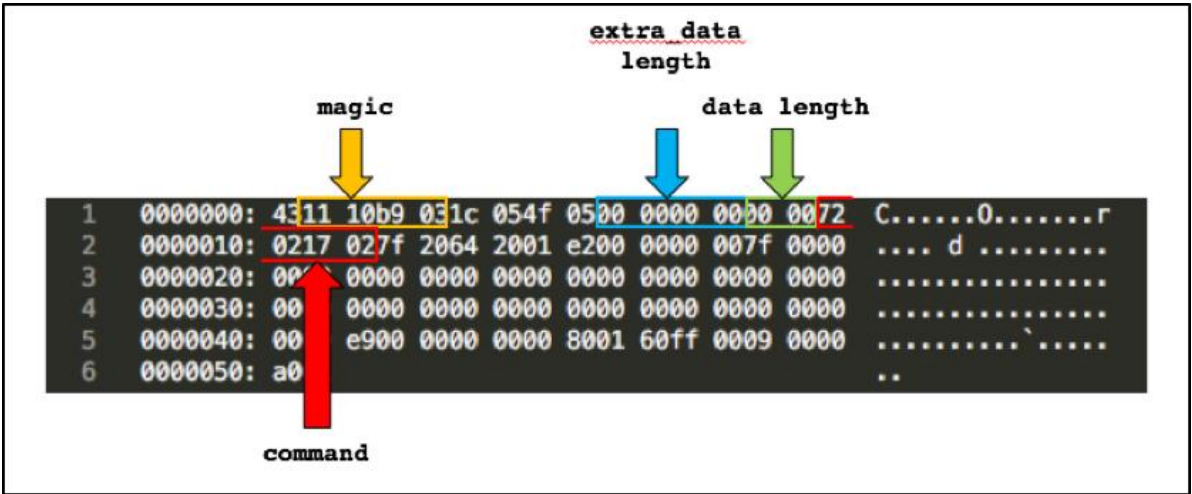 extra_data
length
magic
data length
1 0000000: 4311 10b9 031c 054f 0500 0000 0000 0072 C......O.......r
2 0000010: 0217 027f 2064 2001 e200 0000 007f 0000 .... d .........
3 0000020: 0000 0000 0000 0000 0000 0000 0000 0000 ................
4 0000030: 00 0000 0000 0000 0000 0000 0000 0000 ................
5 0000040: 00 e900 0000 0000 8001 60ff 0009 0000 ..........`.....
6 0000050: a0 ..
command